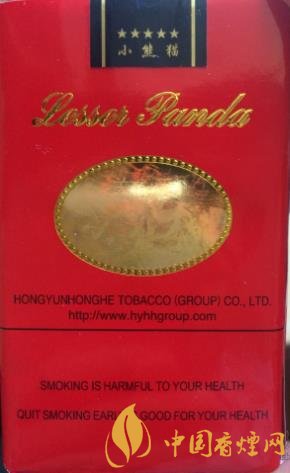 ★★★★★
小熊猫
Lesser Panda
HONGYUNHONGHE TOBACCO (GROUP) CO., LTD.
http://www.hyhhgroup.com
SMOKING IS HARMFUL TO YOUR HEALTH
QUIT SMOKING EARLY IS GOOD FOR YOUR HEALTH
中国香烟网